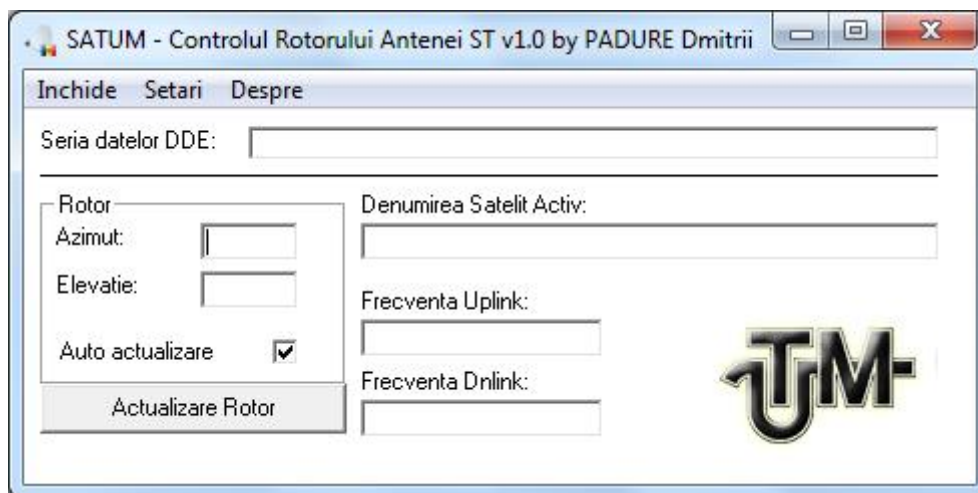 SATUM - Controlul Rotorului Antenei ST v1.0 by PADURE Dmitrii
Inchide Setari Despre
Seria datelor DDE:
Rotor
Azimut:
Elevatie:
Auto actualizare
Actualizare Rotor
Denumirea Satelit Activ:
Frecventa Uplink:
Frecventa Dnlink:
UTM